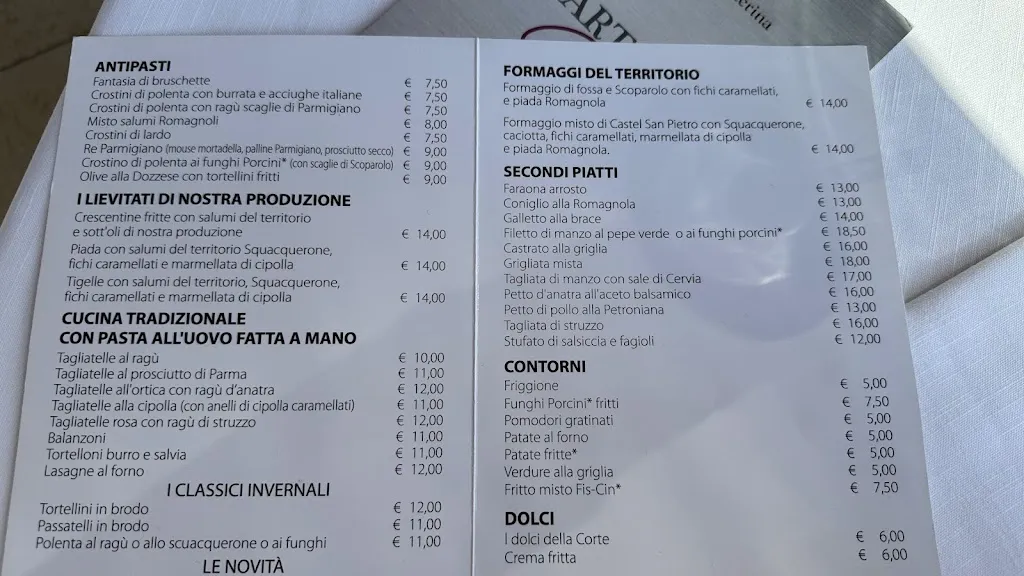 ART
erina
ANTIPASTI
Fantasia di bruschette € 7,50
Crostini di polenta con burrata e acciughe italiane € 7,50
Crostini di polenta con ragù scaglie di Parmigiano € 7,50
Misto salumi Romagnoli € 8,00
Crostini di lardo € 7,50
Re Parmigiano (mouse mortadella, palline Parmigiano, prosciutto secco) € 9,00
Crostino di polenta ai funghi Porcini* (con scaglie di Scoparolo) € 9,00
Olive alla Dozzese con tortellini fritti € 9,00
I LIEVITATI DI NOSTRA PRODUZIONE
Crescentine fritte con salumi del territorio
e sott'oli di nostra produzione € 14,00
Piada con salumi del territorio Squacquerone,
fichi caramellati e marmellata di cipolla € 14,00
Tigelle con salumi del territorio, Squacquerone,
fichi caramellati e marmellata di cipolla € 14,00
CUCINA TRADIZIONALE
CON PASTA ALL'UOVO FATTA A MANO
Tagliatelle al ragù € 10,00
Tagliatelle al prosciutto di Parma € 11,00
Tagliatelle all'ortica con ragù d'anatra € 12,00
Tagliatelle alla cipolla (con anelli di cipolla caramellati) € 11,00
Tagliatelle rosa con ragù di struzzo € 12,00
Balanzoni € 11,00
Tortelloni burro e salvia € 11,00
Lasagne al forno € 12,00
I CLASSICI INVERNALI
Tortellini in brodo € 12,00
Passatelli in brodo € 11,00
Polenta al ragù o allo scuacquerone o ai funghi € 11,00
LE NOVITÀ
FORMAGGI DEL TERRITORIO
Formaggio di fossa e Scoparolo con fichi caramellati,
e piada Romagnola € 14,00
Formaggio misto di Castel San Pietro con Squacquerone,
caciotta, fichi caramellati, marmellata di cipolla
e piada Romagnola. € 14,00
SECONDI PIATTI
Faraona arrosto € 13,00
Coniglio alla Romagnola € 13,00
Galletto alla brace € 14,00
Filetto di manzo al pepe verde o ai funghi porcini* € 18,50
Castrato alla griglia € 16,00
Grigliata mista € 18,00
Tagliata di manzo con sale di Cervia € 17,00
Petto d'anatra all'aceto balsamico € 16,00
Petto di pollo alla Petroniana € 13,00
Tagliata di struzzo € 16,00
Stufato di salsiccia e fagioli € 12,00
CONTORNI
Friggione € 5,00
Funghi Porcini* fritti € 7,50
Pomodori gratinati € 5,00
Patate al forno € 5,00
Patate fritte* € 5,00
Verdure alla griglia € 5,00
Fritto misto Fis-Cin* € 7,50
DOLCI
I dolci della Corte € 6,00
Crema fritta € 6,00